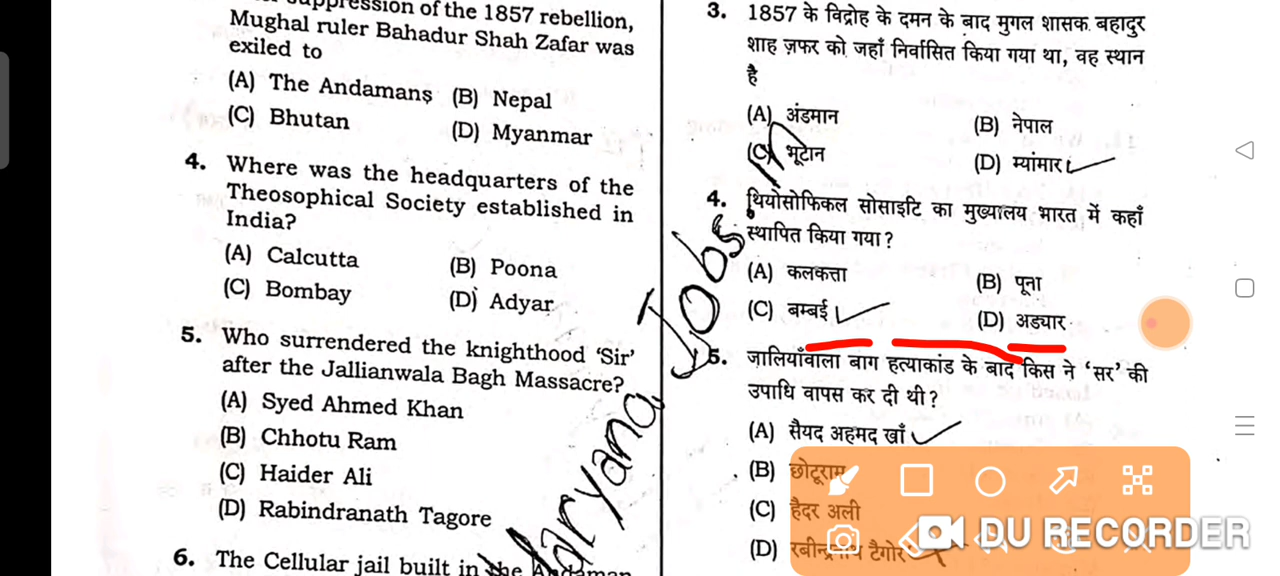 suppression of the 1857 rebellion,
Mughal ruler Bahadur Shah Zafar was
exiled to
(A) The Andamans (B) Nepal
(C) Bhutan (D) Myanmar
4. Where was the headquarters of the
Theosophical Society established in
India?
(A) Calcutta (B) Poona
(C) Bombay (D) Adyar
5. Who surrendered the knighthood ‘Sir’
after the Jallianwala Bagh Massacre?
(A) Syed Ahmed Khan
(B) Chhotu Ram
(C) Haider Ali
(D) Rabindranath Tagore
6. The Cellular jail built in the Andaman
Haryana Jobs
3. 1857 के विद्रोह के दमन के बाद मुगल शासक बहादुर
शाह ज़फर को जहाँ निर्वासित किया गया था, वह स्थान
है
(A) अंडमान (B) नेपाल
(C) भूटान (D) म्यांमार
4. थियोसोफिकल सोसाइटि का मुख्यालय भारत में कहाँ
स्थापित किया गया?
(A) कलकत्ता (B) पूना
(C) बम्बई (D) अड्यार
5. जालियाँवाला बाग हत्याकांड के बाद किस ने ‘सर’ की
उपाधि वापस कर दी थी?
(A) सैयद अहमद खाँ
(B) छोटूराम
(C) हैदर अली
(D) रबीन्द्रनाथ टैगोर
DU RECORDER